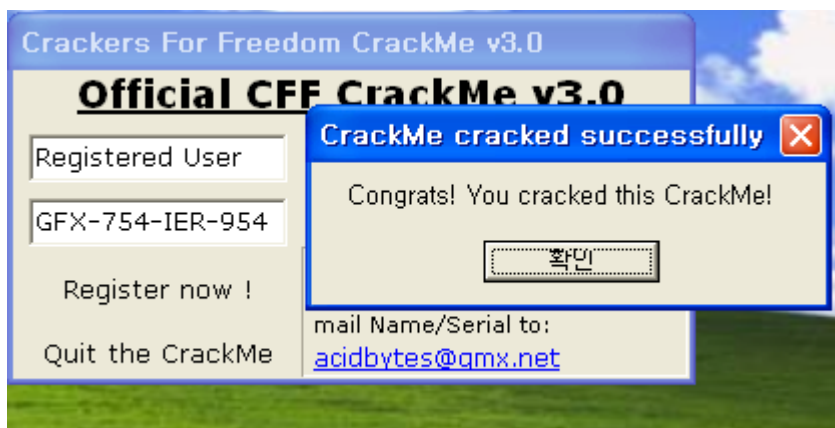 Crackers For Freedom CrackMe v3.0
Official CFF CrackMe v3.0
CrackMe cracked successfully
Registered User
Congrats! You cracked this CrackMe!
GFX-754-IER-954
확인
Register now !
mail Name/Serial to:
Quit the CrackMe
acidbytes@gmx.net